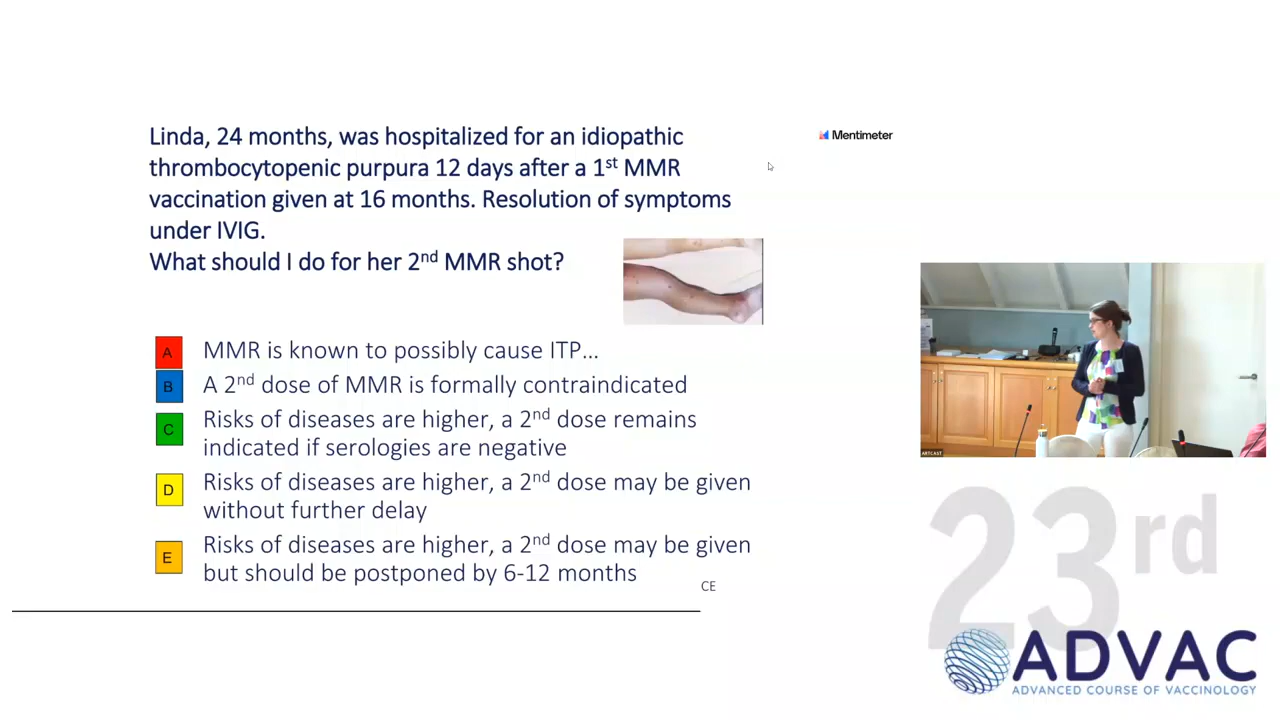 Linda, 24 months, was hospitalized for an idiopathic
thrombocytopenic purpura 12 days after a 1st MMR
vaccination given at 16 months. Resolution of symptoms
under IVIG.
What should I do for her 2nd MMR shot?
Mentimeter
A MMR is known to possibly cause ITP...
B A 2nd dose of MMR is formally contraindicated
C Risks of diseases are higher, a 2nd dose remains
indicated if serologies are negative
D Risks of diseases are higher, a 2nd dose may be given
without further delay
E Risks of diseases are higher, a 2nd dose may be given
but should be postponed by 6-12 months
CE
ARTCAST
23rd
ADVAC
ADVANCED COURSE OF VACCINOLOGY